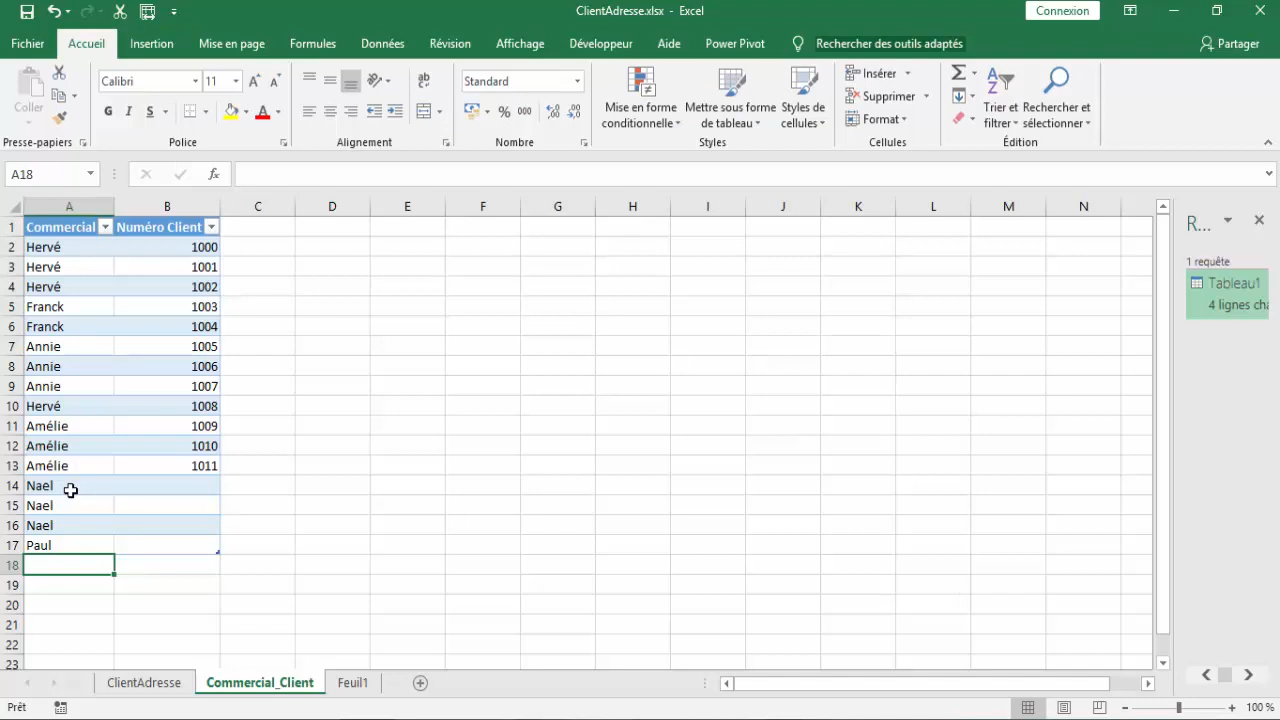 ClientAdresse.xlsx - Excel
Connexion
Fichier Accueil Insertion Mise en page Formules Données Révision Affichage Développeur Aide Power Pivot Rechercher des outils adaptés Partager
Coller
Calibri 11
Standard
Mise en forme conditionnelle
Mettre sous forme de tableau
Styles de cellules
Insérer
Supprimer
Format
Trier et filtrer
Rechercher et sélectionner
G I S
% 000
Presse-papiers Police Alignement Nombre Styles Cellules Édition
A18 fx
A B C D E F G H I J K L M N
1 Commercial Numéro Client
2 Hervé 1000
3 Hervé 1001
4 Hervé 1002
5 Franck 1003
6 Franck 1004
7 Annie 1005
8 Annie 1006
9 Annie 1007
10 Hervé 1008
11 Amélie 1009
12 Amélie 1010
13 Amélie 1011
14 Nael
15 Nael
16 Nael
17 Paul
18
19
20
21
22
23
R...
1 requête
Tableau1
4 lignes cha
ClientAdresse Commercial_Client Feuil1
Prêt
100 %